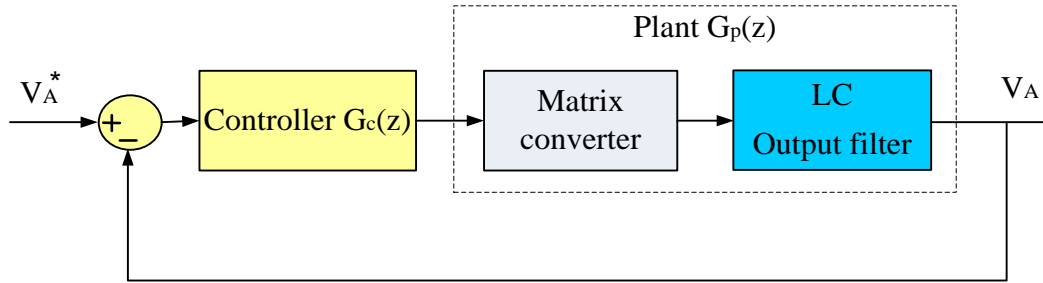 Plant Gp(z)
VA*
VA
+
−
Controller Gc(z)
Matrix
converter
LC
Output filter